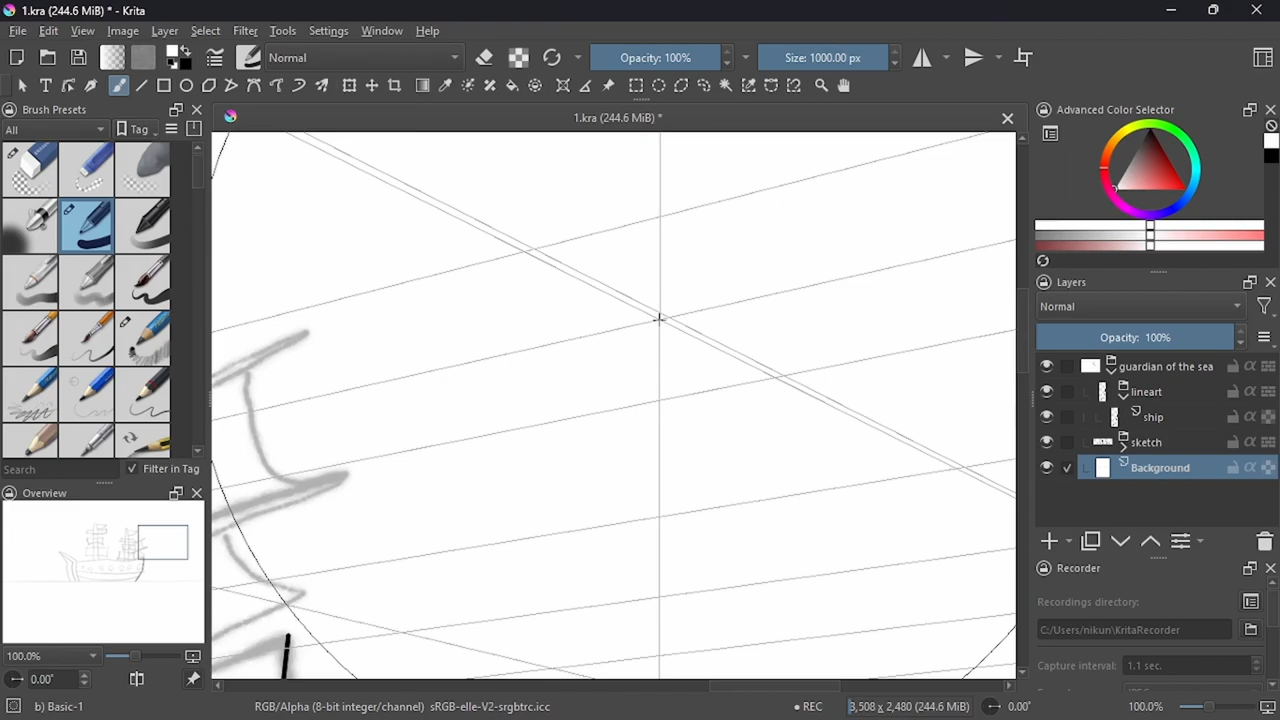 1.kra (244.6 MiB) * - Krita
File Edit View Image Layer Select Filter Tools Settings Window Help
Normal Opacity: 100% Size: 1000.00 px
Brush Presets
All Tag
Search Filter in Tag
Overview
100.0%
0.00°
1.kra (244.6 MiB) *
Advanced Color Selector
Layers
Normal
Opacity: 100%
guardian of the sea
lineart
ship
sketch
Background
Recorder
Recordings directory:
C:/Users/nikun\KritaRecorder
Capture interval: 1.1 sec.
b) Basic-1 RGB/Alpha (8-bit integer/channel) sRGB-elle-V2-srgbtrc.icc REC 3,508 x 2,480 (244.6 MiB) 0.00° 100.0%